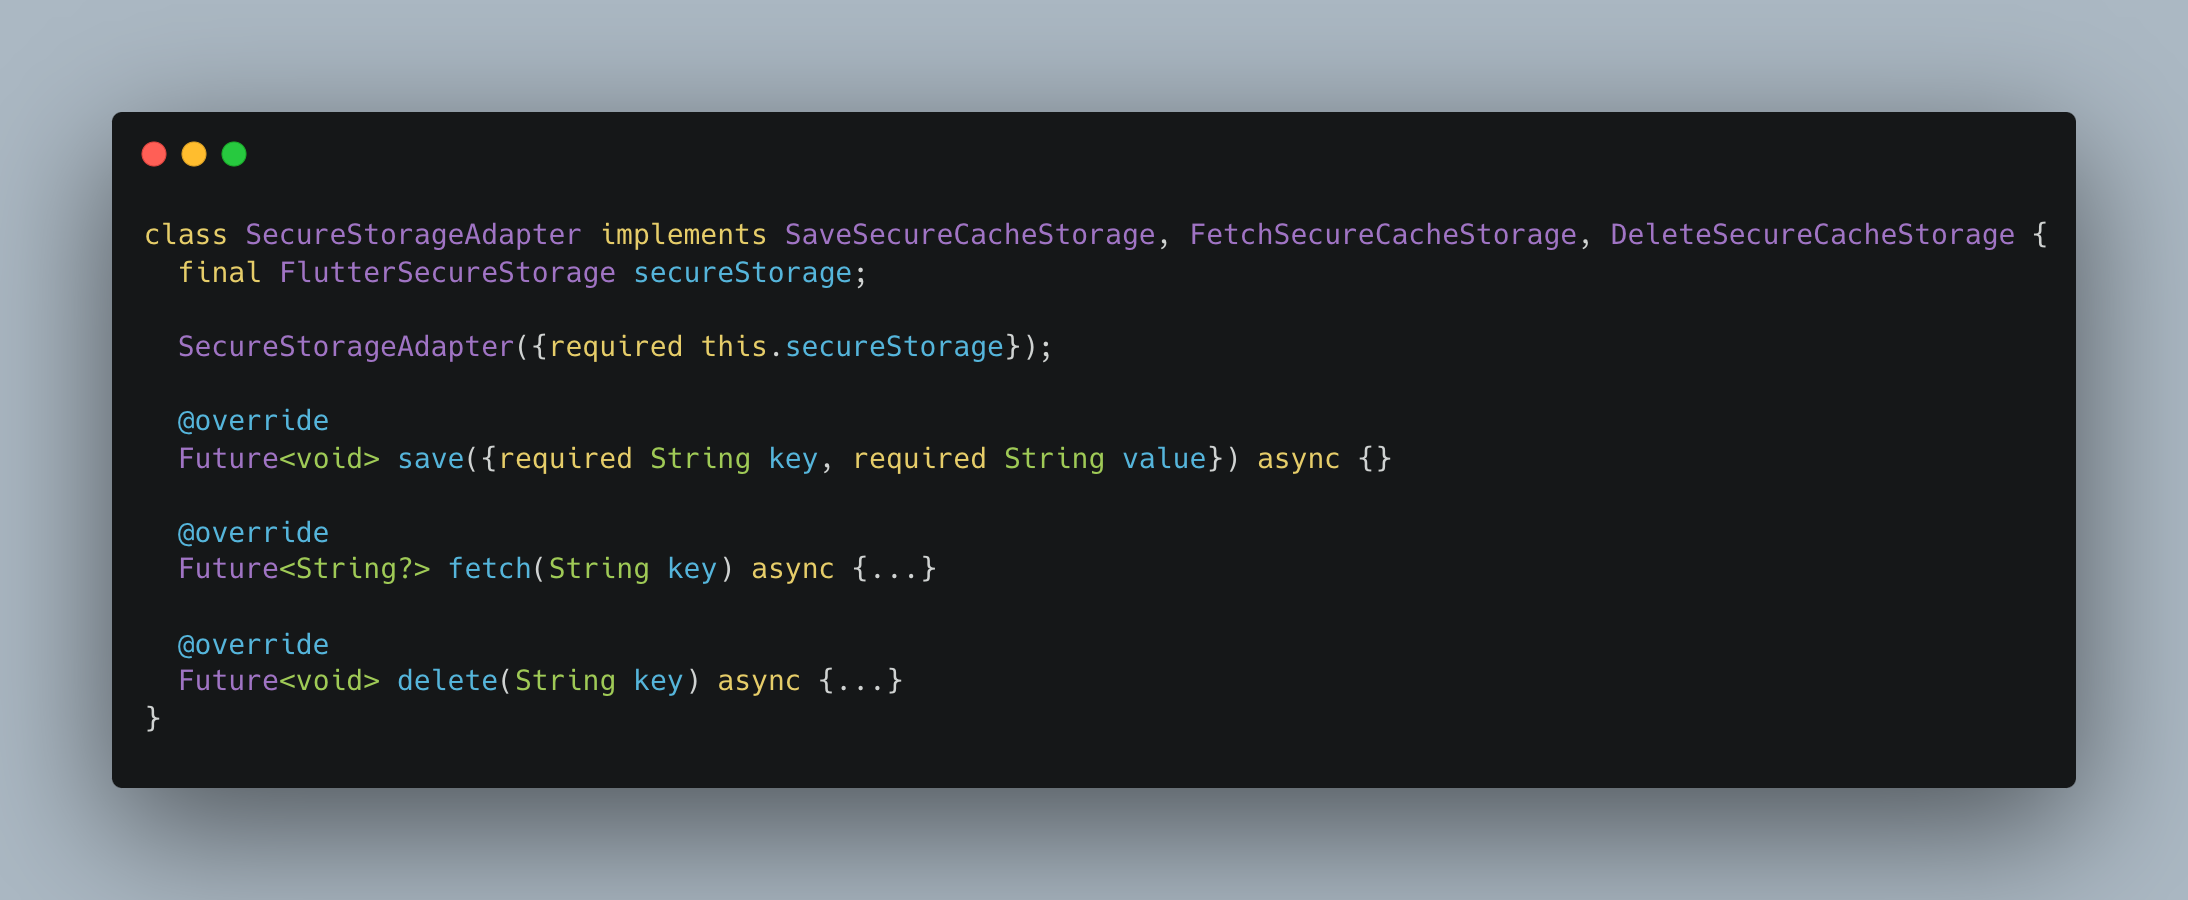 class SecureStorageAdapter implements SaveSecureCacheStorage, FetchSecureCacheStorage, DeleteSecureCacheStorage {
  final FlutterSecureStorage secureStorage;

  SecureStorageAdapter({required this.secureStorage});

  @override
  Future<void> save({required String key, required String value}) async {}

  @override
  Future<String?> fetch(String key) async {...}

  @override
  Future<void> delete(String key) async {...}
}